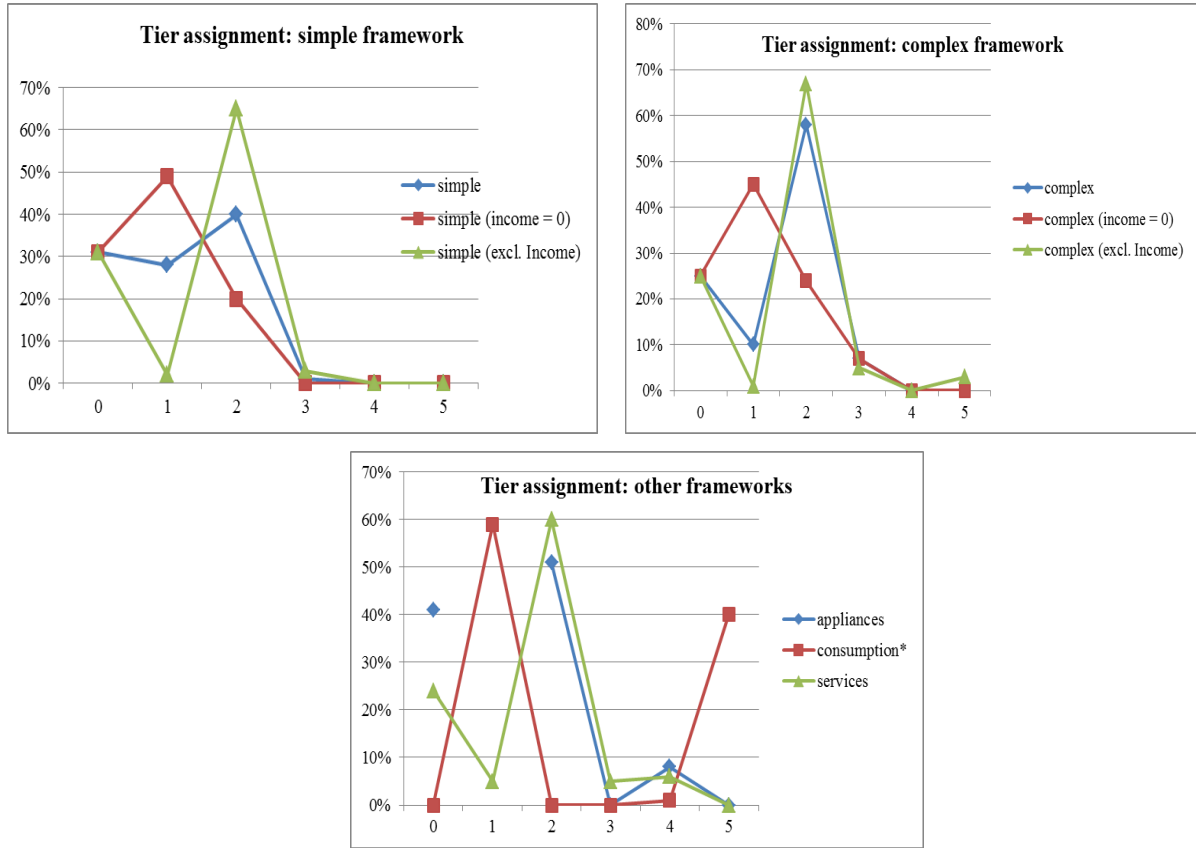 Tier assignment: simple framework
70%
60%
50%
40%
30%
20%
10%
0%
0 1 2 3 4 5
simple
simple (income = 0)
simple (excl. Income)
Tier assignment: complex framework
80%
70%
60%
50%
40%
30%
20%
10%
0%
0 1 2 3 4 5
complex
complex (income = 0)
complex (excl. Income)
Tier assignment: other frameworks
70%
60%
50%
40%
30%
20%
10%
0%
0 1 2 3 4 5
appliances
consumption*
services